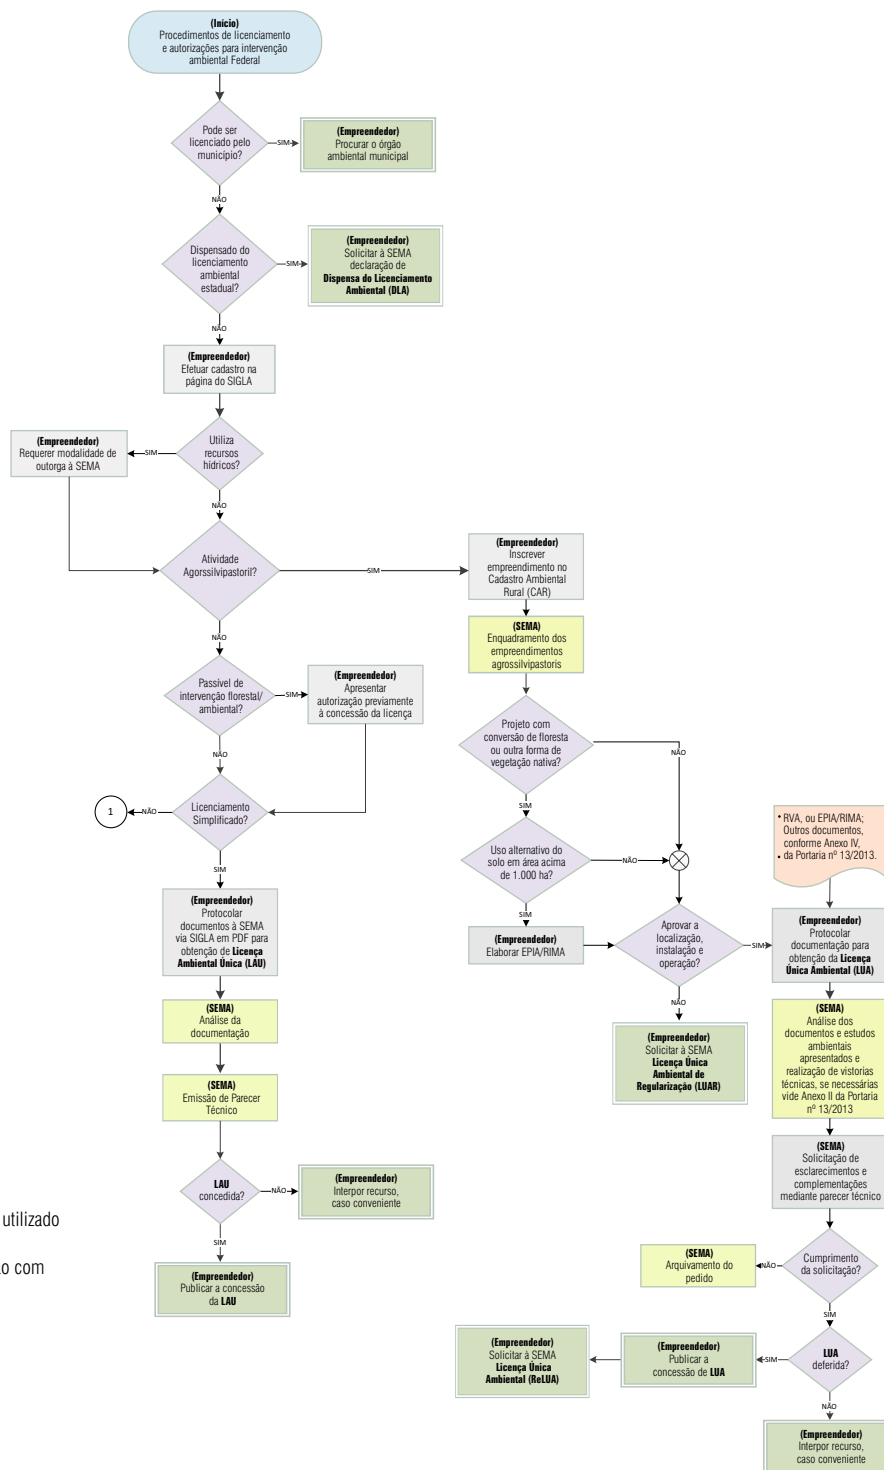 (Início)
Procedimentos de licenciamento
e autorizações para intervenção
ambiental Federal
Pode ser
licenciado pelo
município?
SIM
(Empreendedor)
Procurar o órgão
ambiental municipal
NÃO
Dispensado do
licenciamento
ambiental
estadual?
SIM
(Empreendedor)
Solicitar à SEMA
declaração de
Dispensa do Licenciamento
Ambiental (DLA)
NÃO
(Empreendedor)
Efetuar cadastro na
página do SIGLA
Utiliza
recursos
hídricos?
SIM
(Empreendedor)
Requerer modalidade de
outorga à SEMA
NÃO
Atividade
Agorssilvipastoril?
SIM
(Empreendedor)
Inscrever
empreendimento no
Cadastro Ambiental
Rural (CAR)
(SEMA)
Enquadramento dos
empreendimentos
agrossilvipastoris
NÃO
Passível de
intervenção florestal/
ambiental?
SIM
(Empreendedor)
Apresentar
autorização previamente
à concessão da licença
NÃO
Licenciamento
Simplificado?
NÃO
1
SIM
(Empreendedor)
Protocolar
documentos à SEMA
via SIGLA em PDF para
obtenção de Licença
Ambiental Única (LAU)
(SEMA)
Análise da
documentação
(SEMA)
Emissão de Parecer
Técnico
LAU
concedida?
NÃO
(Empreendedor)
Interpor recurso,
caso conveniente
SIM
(Empreendedor)
Publicar a concessão
da LAU
Projeto com
conversão de floresta
ou outra forma de
vegetação nativa?
NÃO
SIM
Uso alternativo do
solo em área acima
de 1.000 ha?
NÃO
SIM
(Empreendedor)
Elaborar EPIA/RIMA
Aprovar a
localização,
instalação e
operação?
SIM
NÃO
(Empreendedor)
Solicitar à SEMA
Licença Única
Ambiental de
Regularização (LUAR)
• RVA, ou EPIA/RIMA;
Outros documentos,
conforme Anexo IV,
• da Portaria nº 13/2013.
(Empreendedor)
Protocolar
documentação para
obtenção da Licença
Única Ambiental (LUA)
(SEMA)
Análise dos
documentos e estudos
ambientais
apresentados e
realização de vistorias
técnicas, se necessárias
vide Anexo II da Portaria
nº 13/2013
(SEMA)
Solicitação de
esclarecimentos e
complementações
mediante parecer técnico
Cumprimento
da solicitação?
NÃO
(SEMA)
Arquivamento do
pedido
SIM
LUA
deferida?
SIM
(Empreendedor)
Publicar a
concessão de LUA
(Empreendedor)
Solicitar à SEMA
Licença Única
Ambiental (ReLUA)
NÃO
(Empreendedor)
Interpor recurso,
caso conveniente
utilizado
com